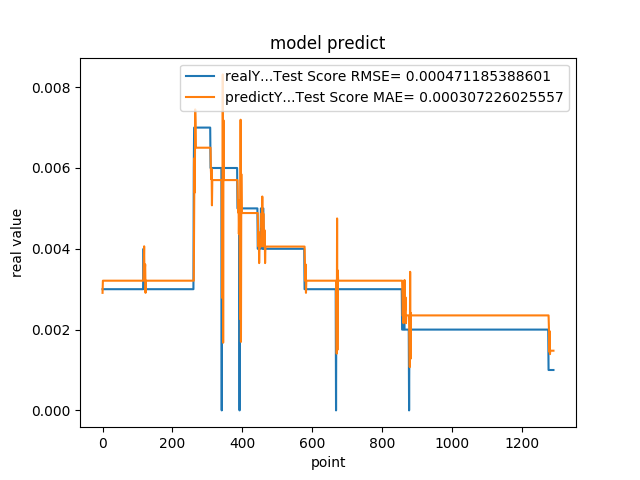 model predict
realY...Test Score RMSE= 0.000471185388601
predictY...Test Score MAE= 0.000307226025557
real value
0.008
0.006
0.004
0.002
0.000
0 200 400 600 800 1000 1200
point